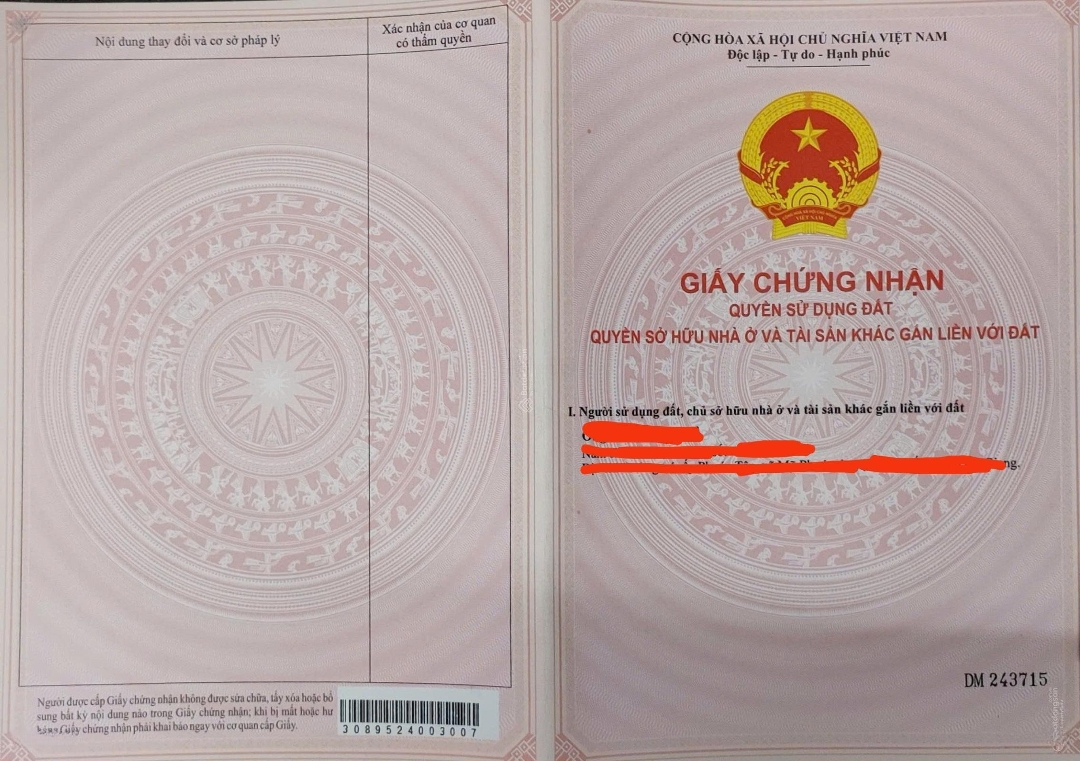 Nội dung thay đổi và cơ sở pháp lý
Xác nhận của cơ quan
có thẩm quyền
Người được cấp Giấy chứng nhận không được sửa chữa, tẩy xóa hoặc bổ
sung bất kỳ nội dung nào trong Giấy chứng nhận; khi bị mất hoặc hư
hỏng Giấy chứng nhận phải khai báo ngay với cơ quan cấp Giấy.
3089524003007
CỘNG HÒA XÃ HỘI CHỦ NGHĨA VIỆT NAM
Độc lập - Tự do - Hạnh phúc
VIỆT NAM
GIẤY CHỨNG NHẬN
QUYỀN SỬ DỤNG ĐẤT
QUYỀN SỞ HỮU NHÀ Ở VÀ TÀI SẢN KHÁC GẮN LIỀN VỚI ĐẤT
I. Người sử dụng đất, chủ sở hữu nhà ở và tài sản khác gắn liền với đất
DM 243715